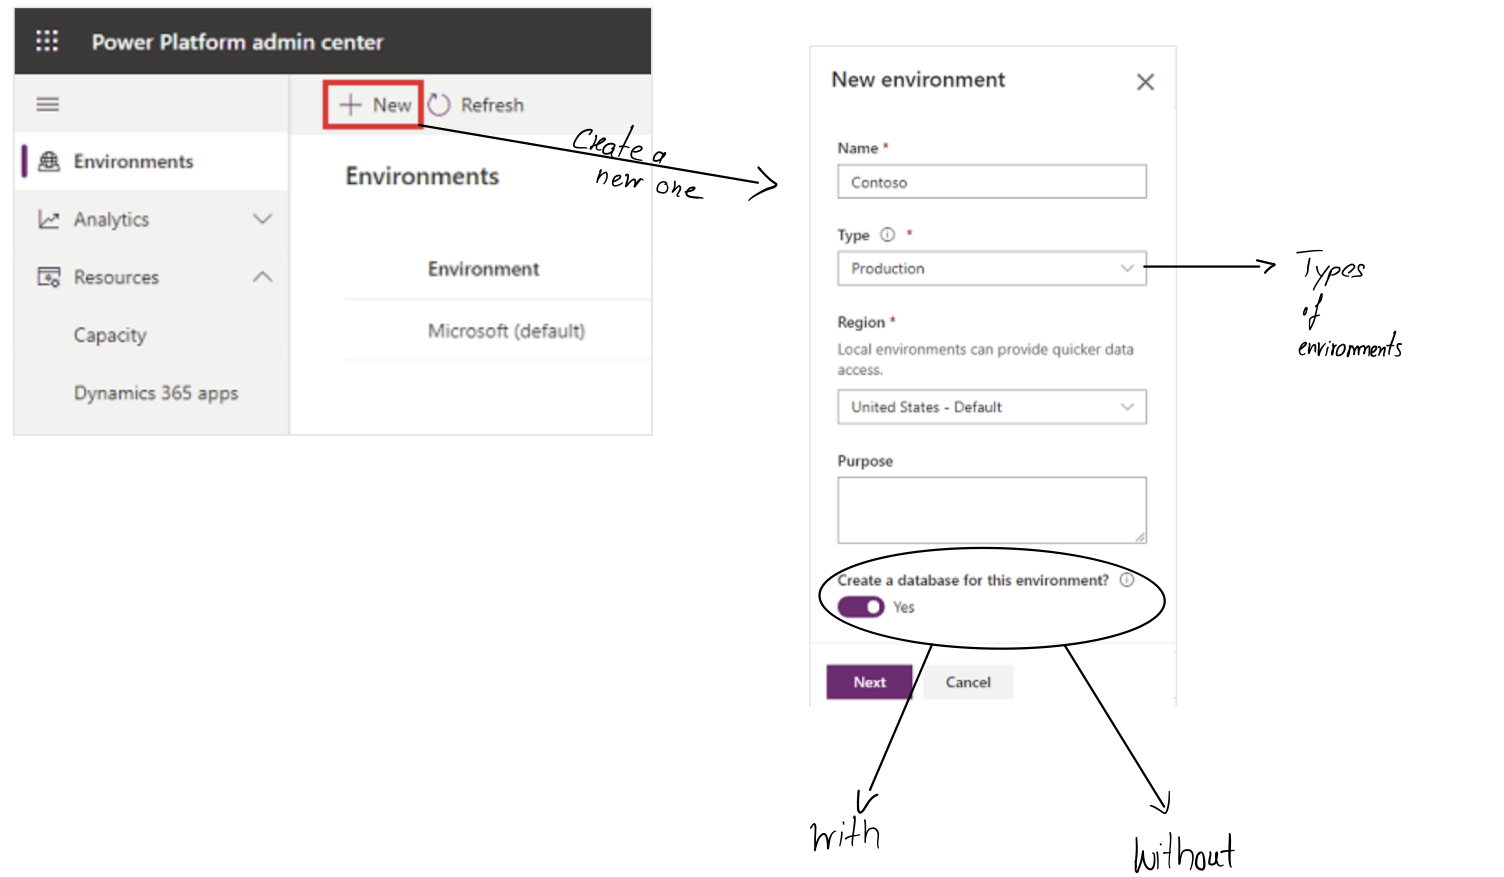 Power Platform admin center
New Refresh
Environments
Analytics
Resources
Capacity
Dynamics 365 apps
Environments
Environment
Microsoft (default)
Create a
new one
New environment
Name *
Contoso
Type *
Production
Region *
Local environments can provide quicker data
access.
United States - Default
Purpose
Create a database for this environment?
Yes
Next Cancel
Types
of
environments
with
without